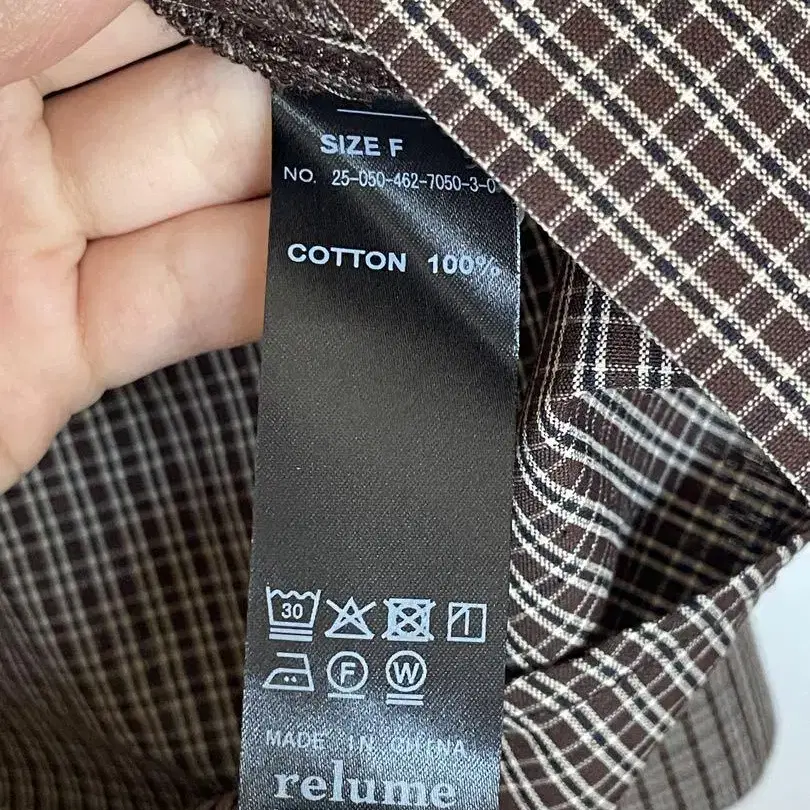 SIZE F
NO. 25-050-462-7050-3-0
COTTON 100%
30
F W
MADE IN CHINA
relume